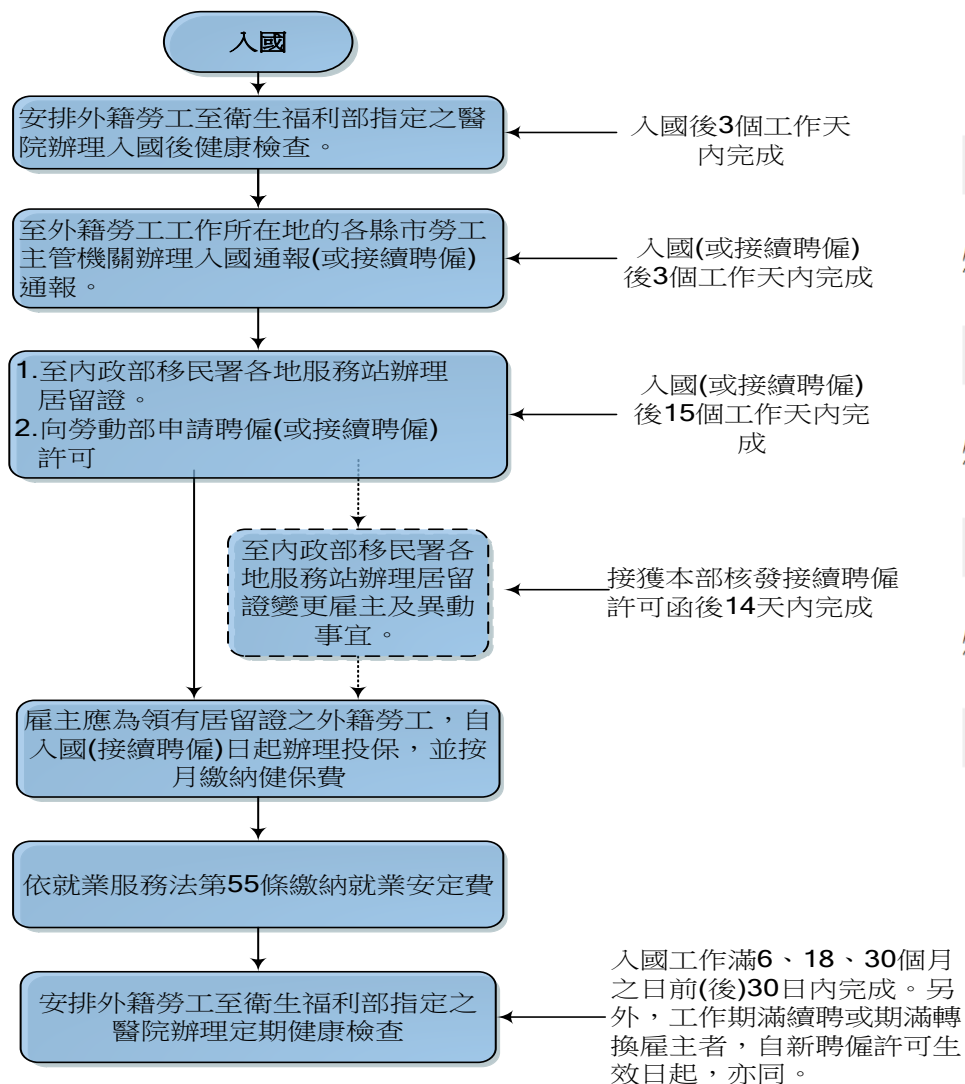 入國
安排外籍勞工至衛生福利部指定之醫
院辦理入國後健康檢查。
入國後3個工作天
內完成
至外籍勞工工作所在地的各縣市勞工
主管機關辦理入國通報(或接續聘僱)
通報。
入國(或接續聘僱)
後3個工作天內完成
1.至內政部移民署各地服務站辦理
居留證。
2.向勞動部申請聘僱(或接續聘僱)
許可
入國(或接續聘僱)
後15個工作天內完
成
至內政部移民署各
地服務站辦理居留
證變更雇主及異動
事宜。
接獲本部核發接續聘僱
許可函後14天內完成
雇主應為領有居留證之外籍勞工，自
入國(接續聘僱)日起辦理投保，並按
月繳納健保費
依就業服務法第55條繳納就業安定費
安排外籍勞工至衛生福利部指定之
醫院辦理定期健康檢查
入國工作滿6、18、30個月
之日前(後)30日內完成。另
外，工作期滿續聘或期滿轉
換雇主者，自新聘僱許可生
效日起，亦同。